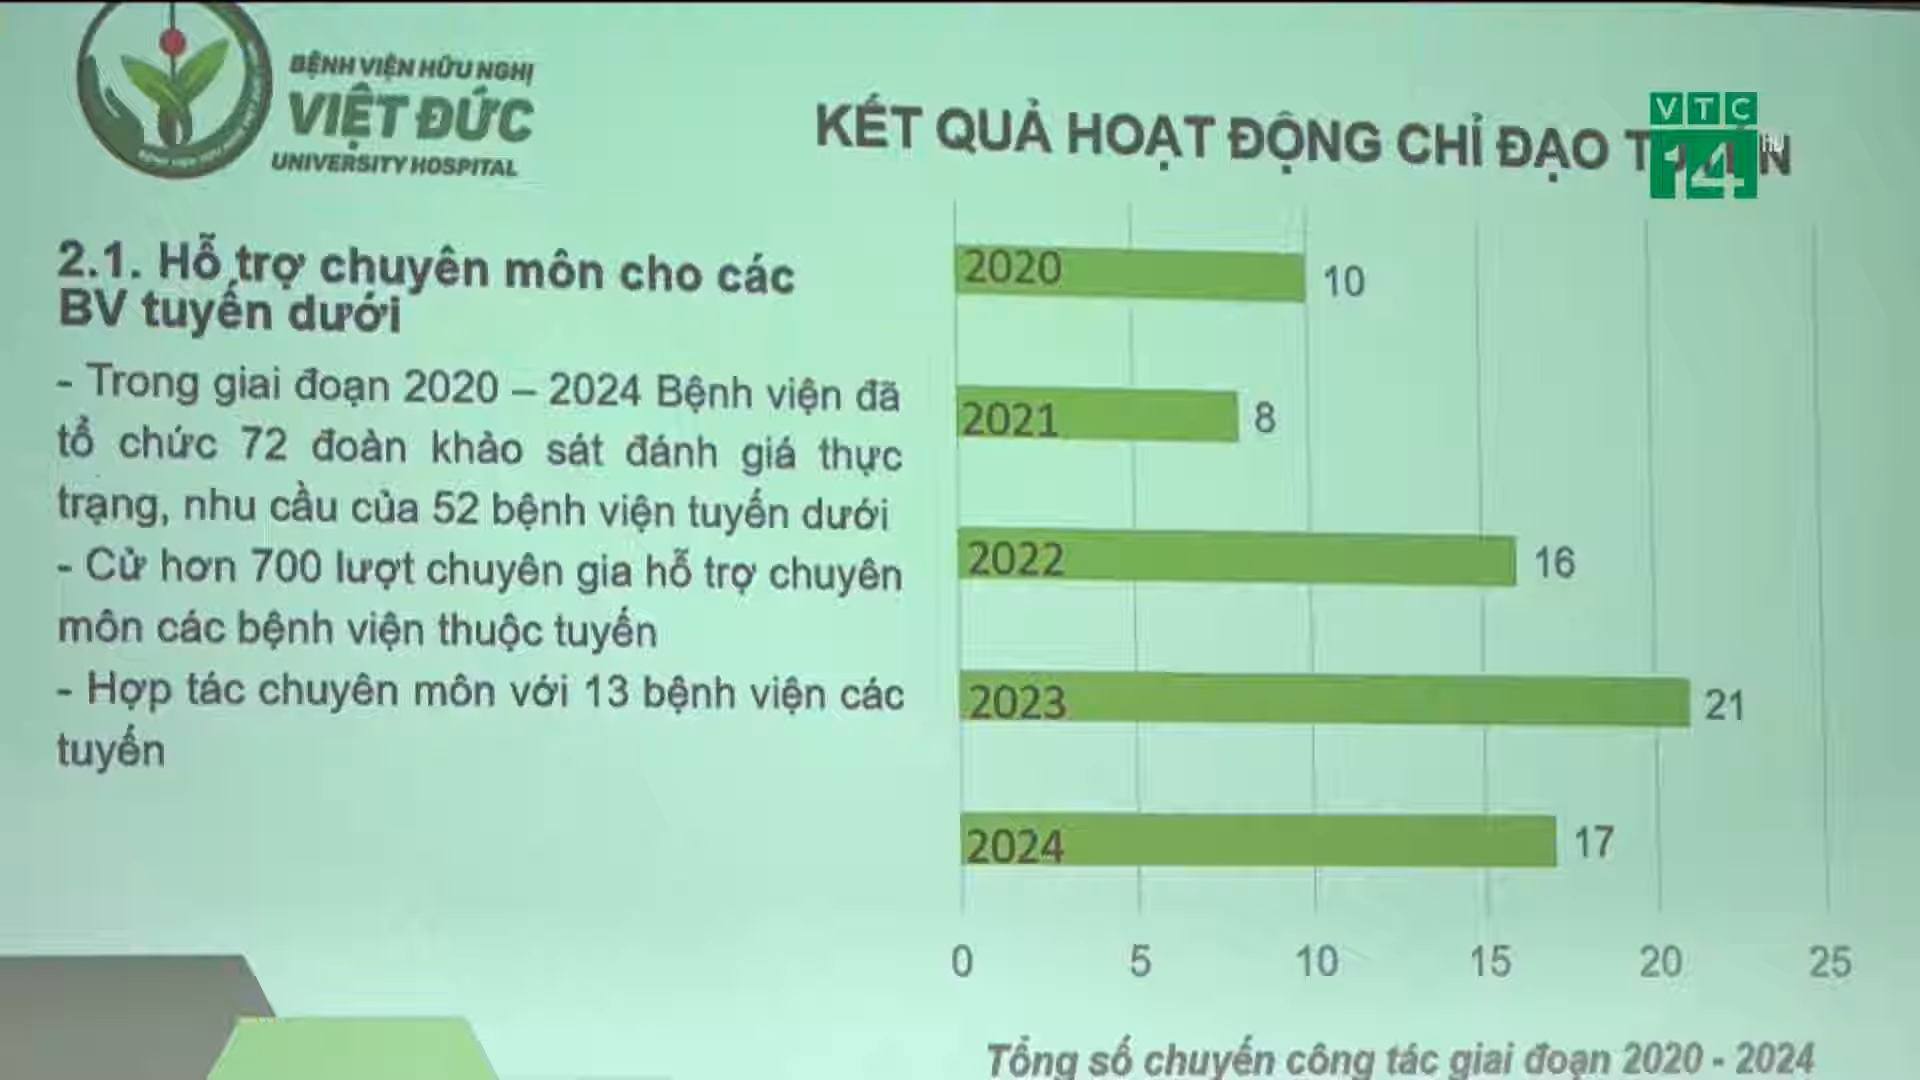 BỆNH VIỆN HỮU NGHỊ
VIỆT ĐỨC
UNIVERSITY HOSPITAL
KẾT QUẢ HOẠT ĐỘNG CHỈ ĐẠO
VTC
14
2.1. Hỗ trợ chuyên môn cho các
BV tuyến dưới
- Trong giai đoạn 2020 – 2024 Bệnh viện đã
tổ chức 72 đoàn khảo sát đánh giá thực
trạng, nhu cầu của 52 bệnh viện tuyến dưới
- Cử hơn 700 lượt chuyên gia hỗ trợ chuyên
môn các bệnh viện thuộc tuyến
- Hợp tác chuyên môn với 13 bệnh viện các
tuyến
2020 10
2021 8
2022 16
2023 21
2024 17
0 5 10 15 20 25
Tổng số chuyến công tác giai đoạn 2020 - 2024